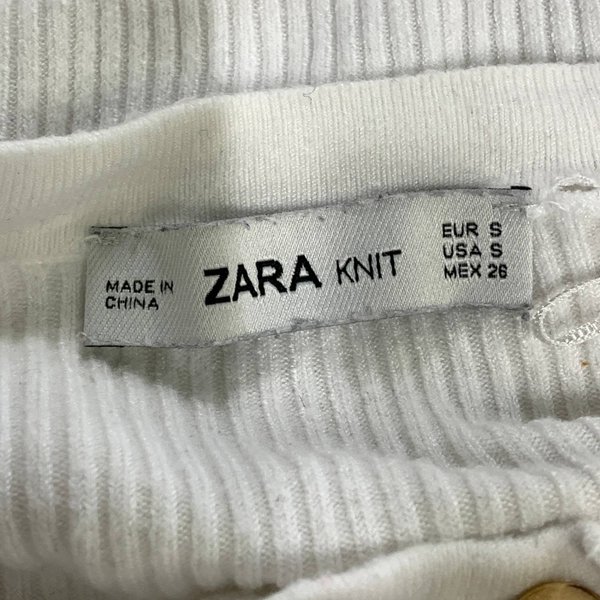 MADE IN
CHINA
ZARA KNIT
EUR S
USA S
MEX 26